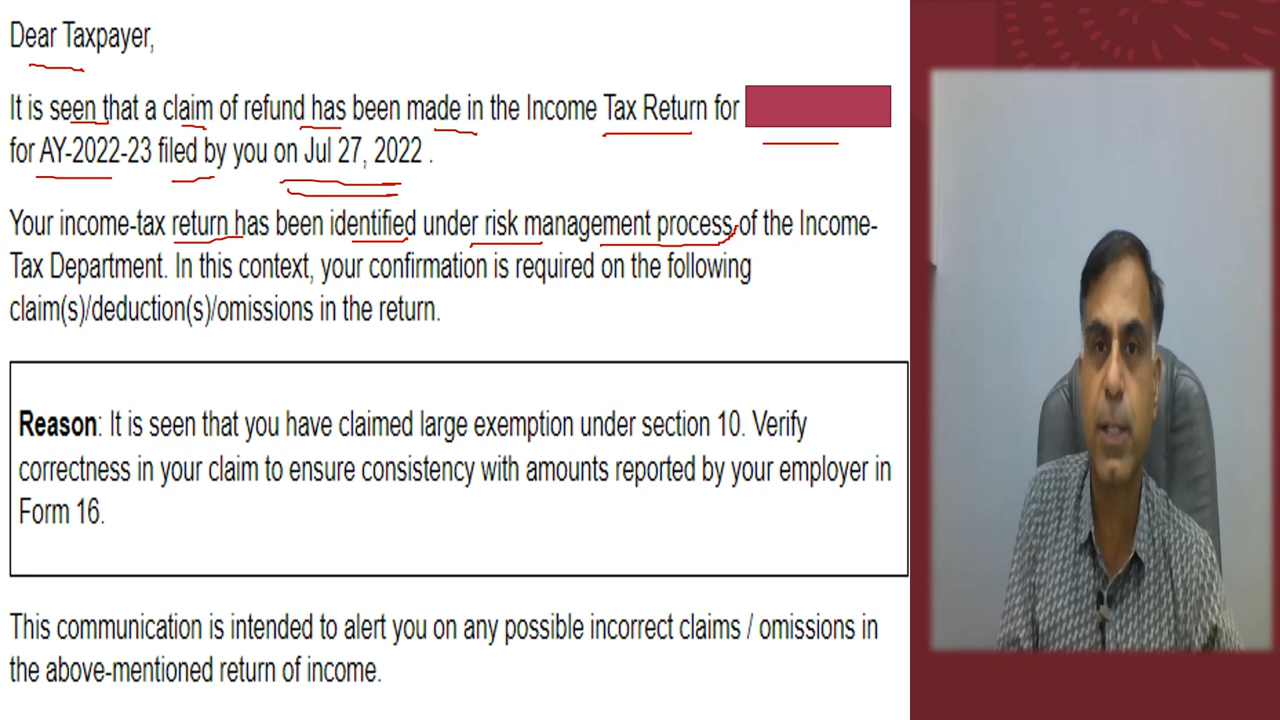 Dear Taxpayer,
It is seen that a claim of refund has been made in the Income Tax Return for
for AY-2022-23 filed by you on Jul 27, 2022 .
Your income-tax return has been identified under risk management process of the Income-
Tax Department. In this context, your confirmation is required on the following
claim(s)/deduction(s)/omissions in the return.
Reason: It is seen that you have claimed large exemption under section 10. Verify
correctness in your claim to ensure consistency with amounts reported by your employer in
Form 16.
This communication is intended to alert you on any possible incorrect claims / omissions in
the above-mentioned return of income.